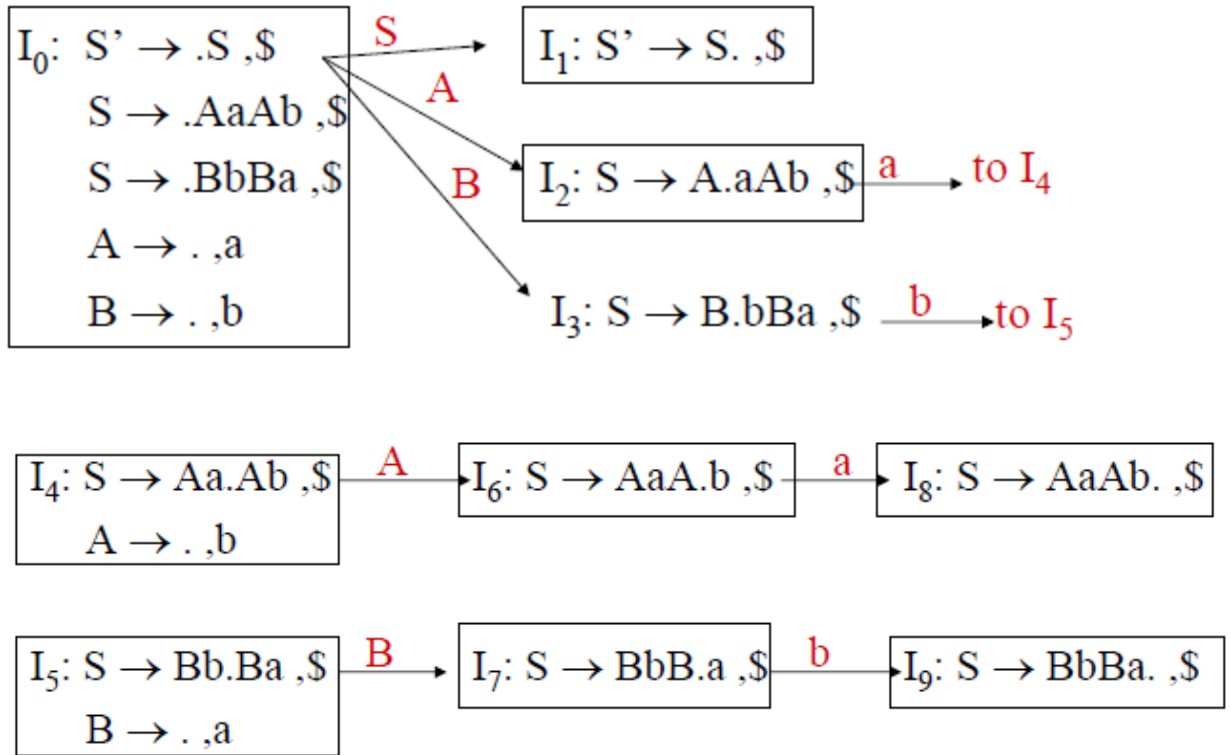 I₀: S’ → .S ,$
S → .AaAb ,$
S → .BbBa ,$
A → . ,a
B → . ,b
S
A
B
I₁: S’ → S. ,$
I₂: S → A.aAb ,$ a to I₄
I₃: S → B.bBa ,$ b to I₅
I₄: S → Aa.Ab ,$ A I₆: S → AaA.b ,$ a I₈: S → AaAb. ,$
A → . ,b
I₅: S → Bb.Ba ,$ B I₇: S → BbB.a ,$ b I₉: S → BbBa. ,$
B → . ,a